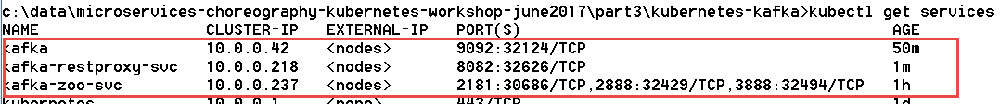 c:\data\microservices-choreography-kubernetes-workshop-june2017\part3\kubernetes-kafka>kubectl get services
NAME CLUSTER-IP EXTERNAL-IP PORT(S) AGE
kafka 10.0.0.42 <nodes> 9092:32124/TCP 50m
kafka-restproxy-svc 10.0.0.218 <nodes> 8082:32626/TCP 1m
kafka-zoo-svc 10.0.0.237 <nodes> 2181:30686/TCP,2888:32429/TCP,3888:32494/TCP 1h
kubernetes 10.0.0.1 <none> 443/TCP 1d